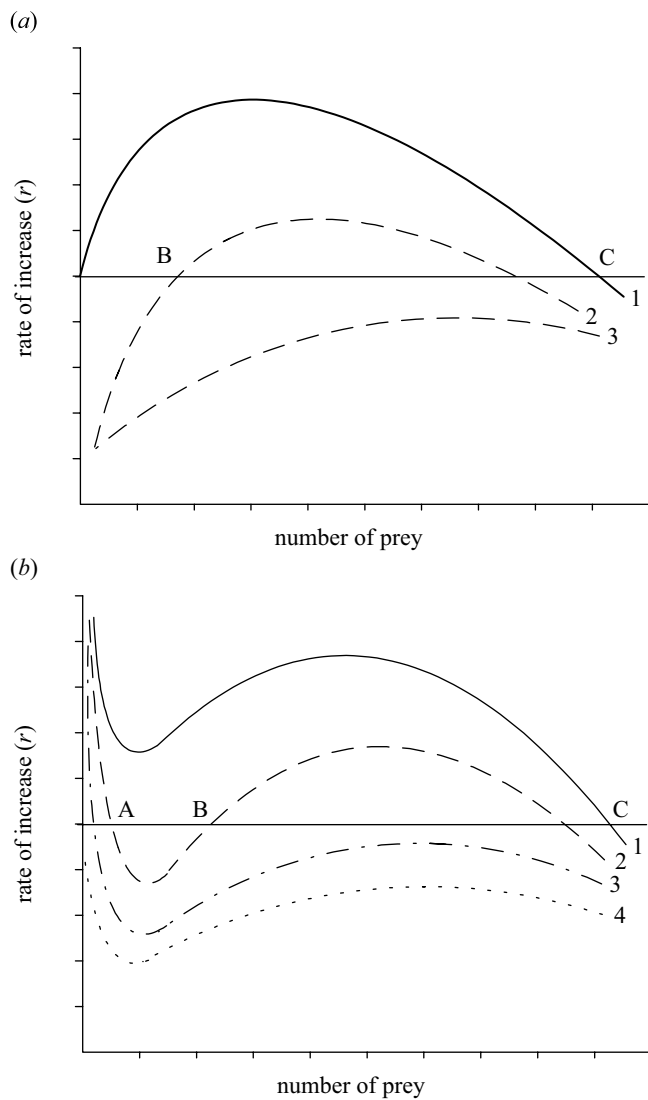 (a)
rate of increase (r)
B
C
1
2
3
number of prey
(b)
rate of increase (r)
A
B
C
1
2
3
4
number of prey